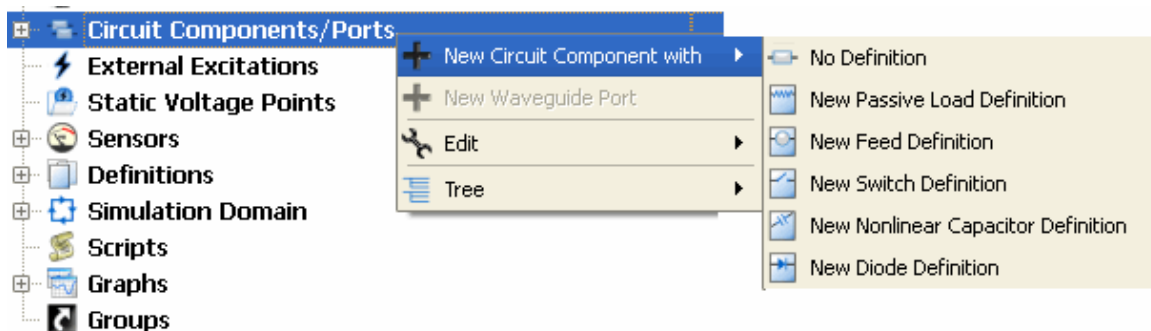 Circuit Components/Ports
External Excitations
Static Voltage Points
Sensors
Definitions
Simulation Domain
Scripts
Graphs
Groups
New Circuit Component with
New Waveguide Port
Edit
Tree
No Definition
New Passive Load Definition
New Feed Definition
New Switch Definition
New Nonlinear Capacitor Definition
New Diode Definition